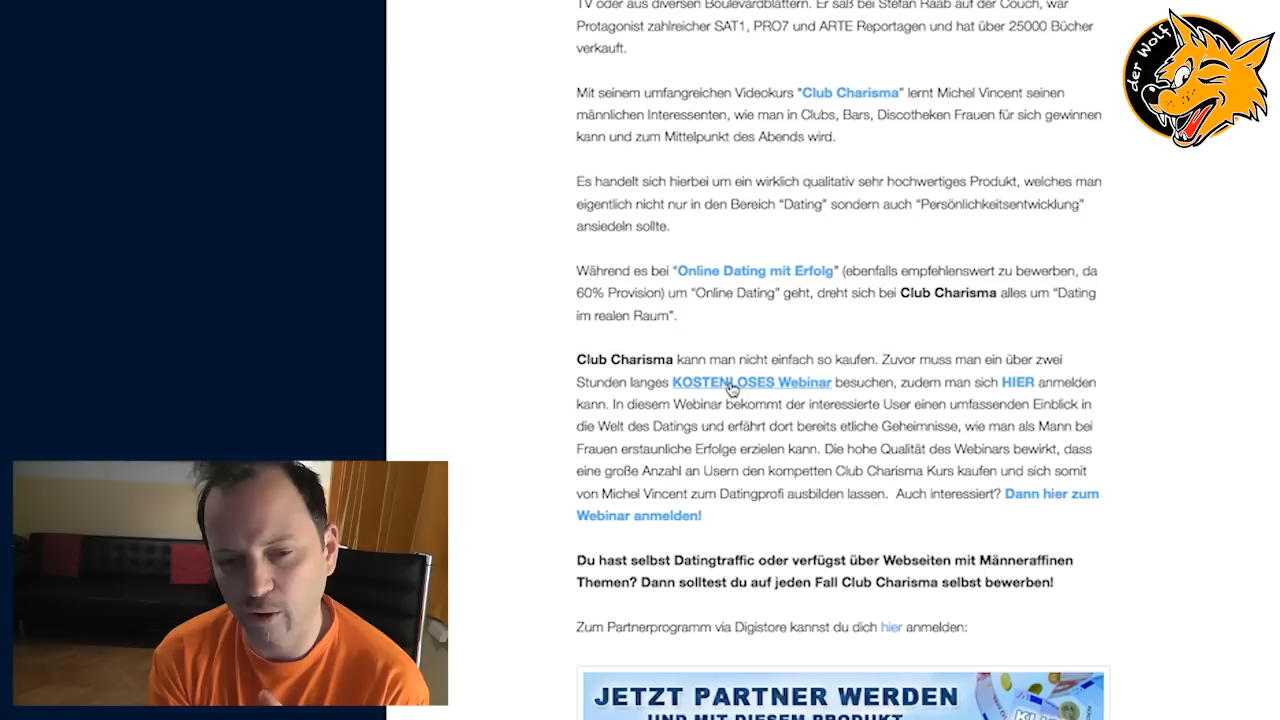 TV oder aus diversen Boulevardblättern. Er saß bei Stefan Raab auf der Couch, war
Protagonist zahlreicher SAT1, PRO7 und ARTE Reportagen und hat über 25000 Bücher
verkauft.
der Wolf
Mit seinem umfangreichen Videokurs “Club Charisma” lernt Michel Vincent seinen
männlichen Interessenten, wie man in Clubs, Bars, Discotheken Frauen für sich gewinnen
kann und zum Mittelpunkt des Abends wird.
Es handelt sich hierbei um ein wirklich qualitativ sehr hochwertiges Produkt, welches man
eigentlich nicht nur in den Bereich “Dating” sondern auch “Persönlichkeitsentwicklung”
ansiedeln sollte.
Während es bei “Online Dating mit Erfolg” (ebenfalls empfehlenswert zu bewerben, da
60% Provision) um “Online Dating” geht, dreht sich bei Club Charisma alles um “Dating
im realen Raum”.
Club Charisma kann man nicht einfach so kaufen. Zuvor muss man ein über zwei
Stunden langes KOSTENLOSES Webinar besuchen, zudem man sich HIER anmelden
kann. In diesem Webinar bekommt der interessierte User einen umfassenden Einblick in
die Welt des Datings und erfährt dort bereits etliche Geheimnisse, wie man als Mann bei
Frauen erstaunliche Erfolge erzielen kann. Die hohe Qualität des Webinars bewirkt, dass
eine große Anzahl an Usern den kompetten Club Charisma Kurs kaufen und sich somit
von Michel Vincent zum Datingprofi ausbilden lassen. Auch interessiert? Dann hier zum
Webinar anmelden!
Du hast selbst Datingtraffic oder verfügst über Webseiten mit Männeraffinen
Themen? Dann solltest du auf jeden Fall Club Charisma selbst bewerben!
Zum Partnerprogramm via Digistore kannst du dich hier anmelden:
JETZT PARTNER WERDEN
UND MIT DIESEM PRODUKT